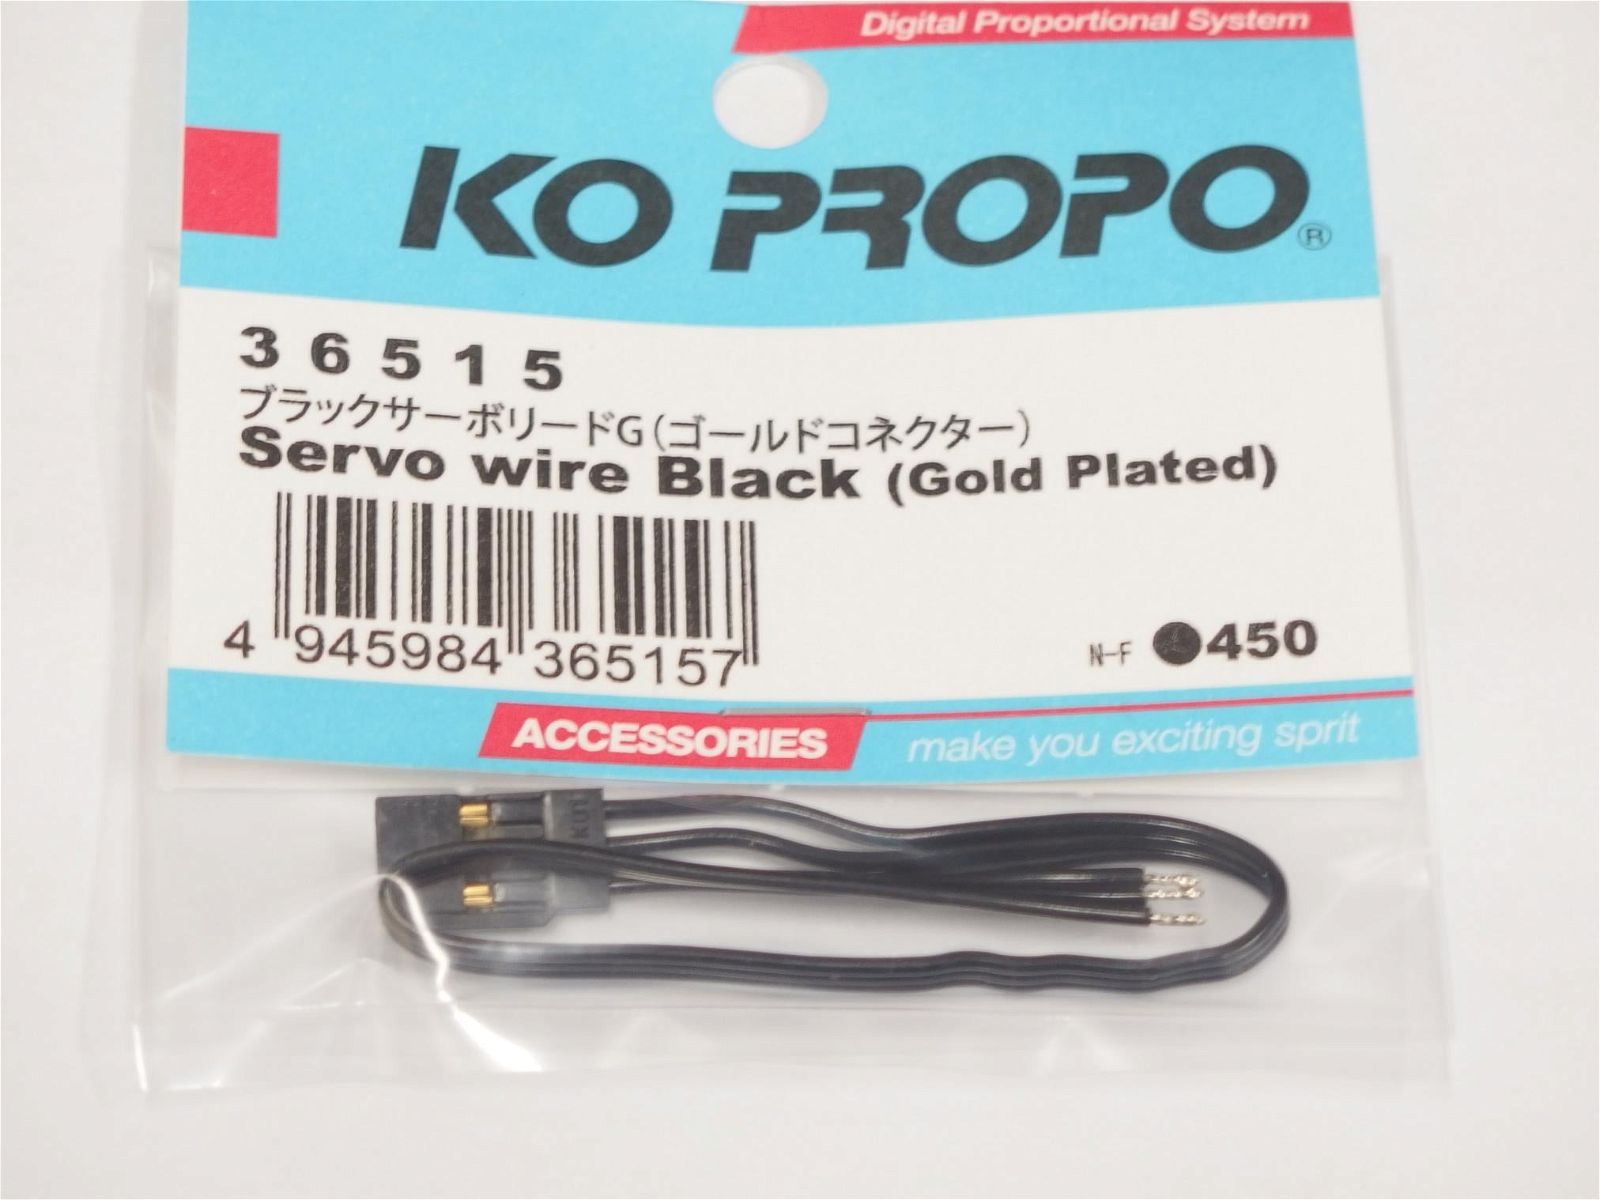 Digital Proportional System
KO PROPO®
36515
ブラックサーボリードG(ゴールドコネクター)
Servo wire Black (Gold Plated)
4 945984 365157
N-F ●450
ACCESSORIES
make you exciting sprit